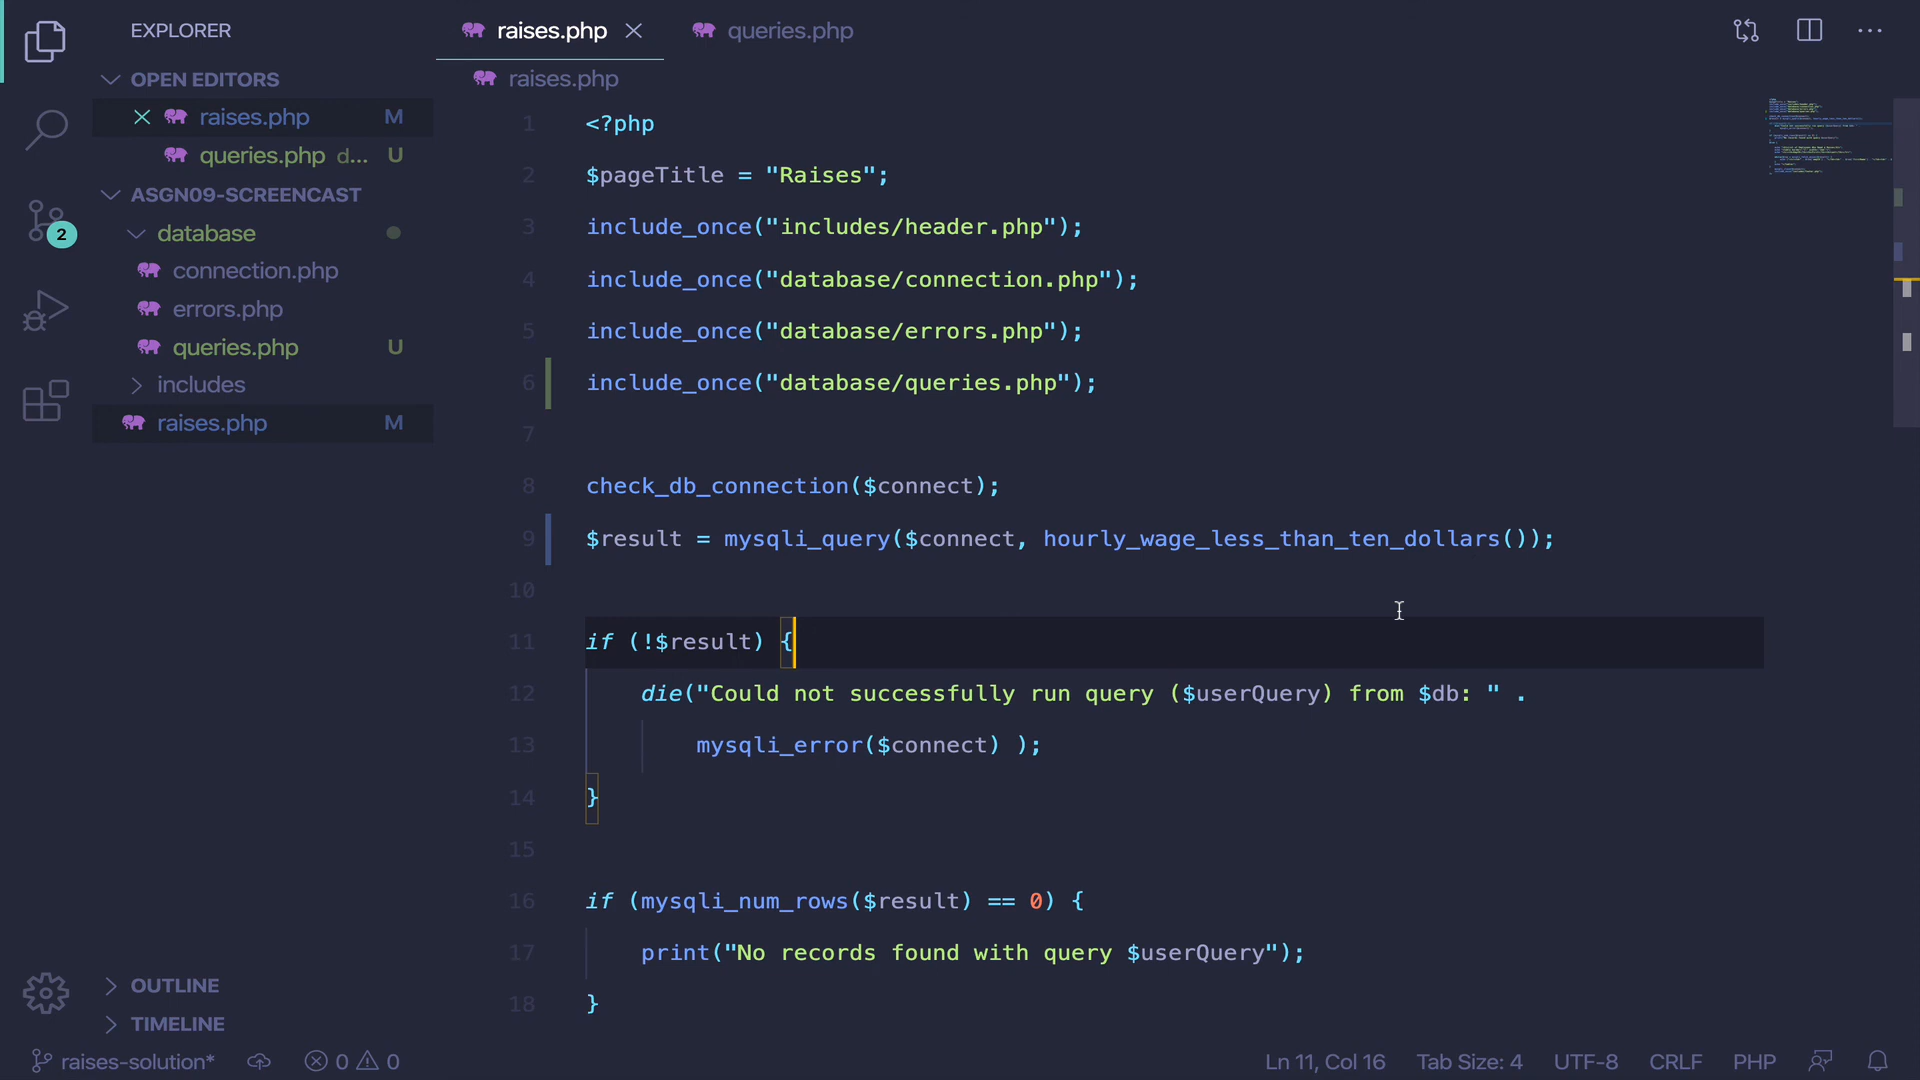 EXPLORER
OPEN EDITORS
raises.php M
queries.php d... U
ASGN09-SCREENCAST
database
connection.php
errors.php
queries.php U
includes
raises.php M
OUTLINE
TIMELINE
2
raises.php
queries.php
raises.php
1 <?php
2 $pageTitle = "Raises";
3 include_once("includes/header.php");
4 include_once("database/connection.php");
5 include_once("database/errors.php");
6 include_once("database/queries.php");
7
8 check_db_connection($connect);
9 $result = mysqli_query($connect, hourly_wage_less_than_ten_dollars());
10
11 if (!$result) {
12 die("Could not successfully run query ($userQuery) from $db: " .
13 mysqli_error($connect) );
14 }
15
16 if (mysqli_num_rows($result) == 0) {
17 print("No records found with query $userQuery");
18 }
raises-solution* 0 0 Ln 11, Col 16 Tab Size: 4 UTF-8 CRLF PHP